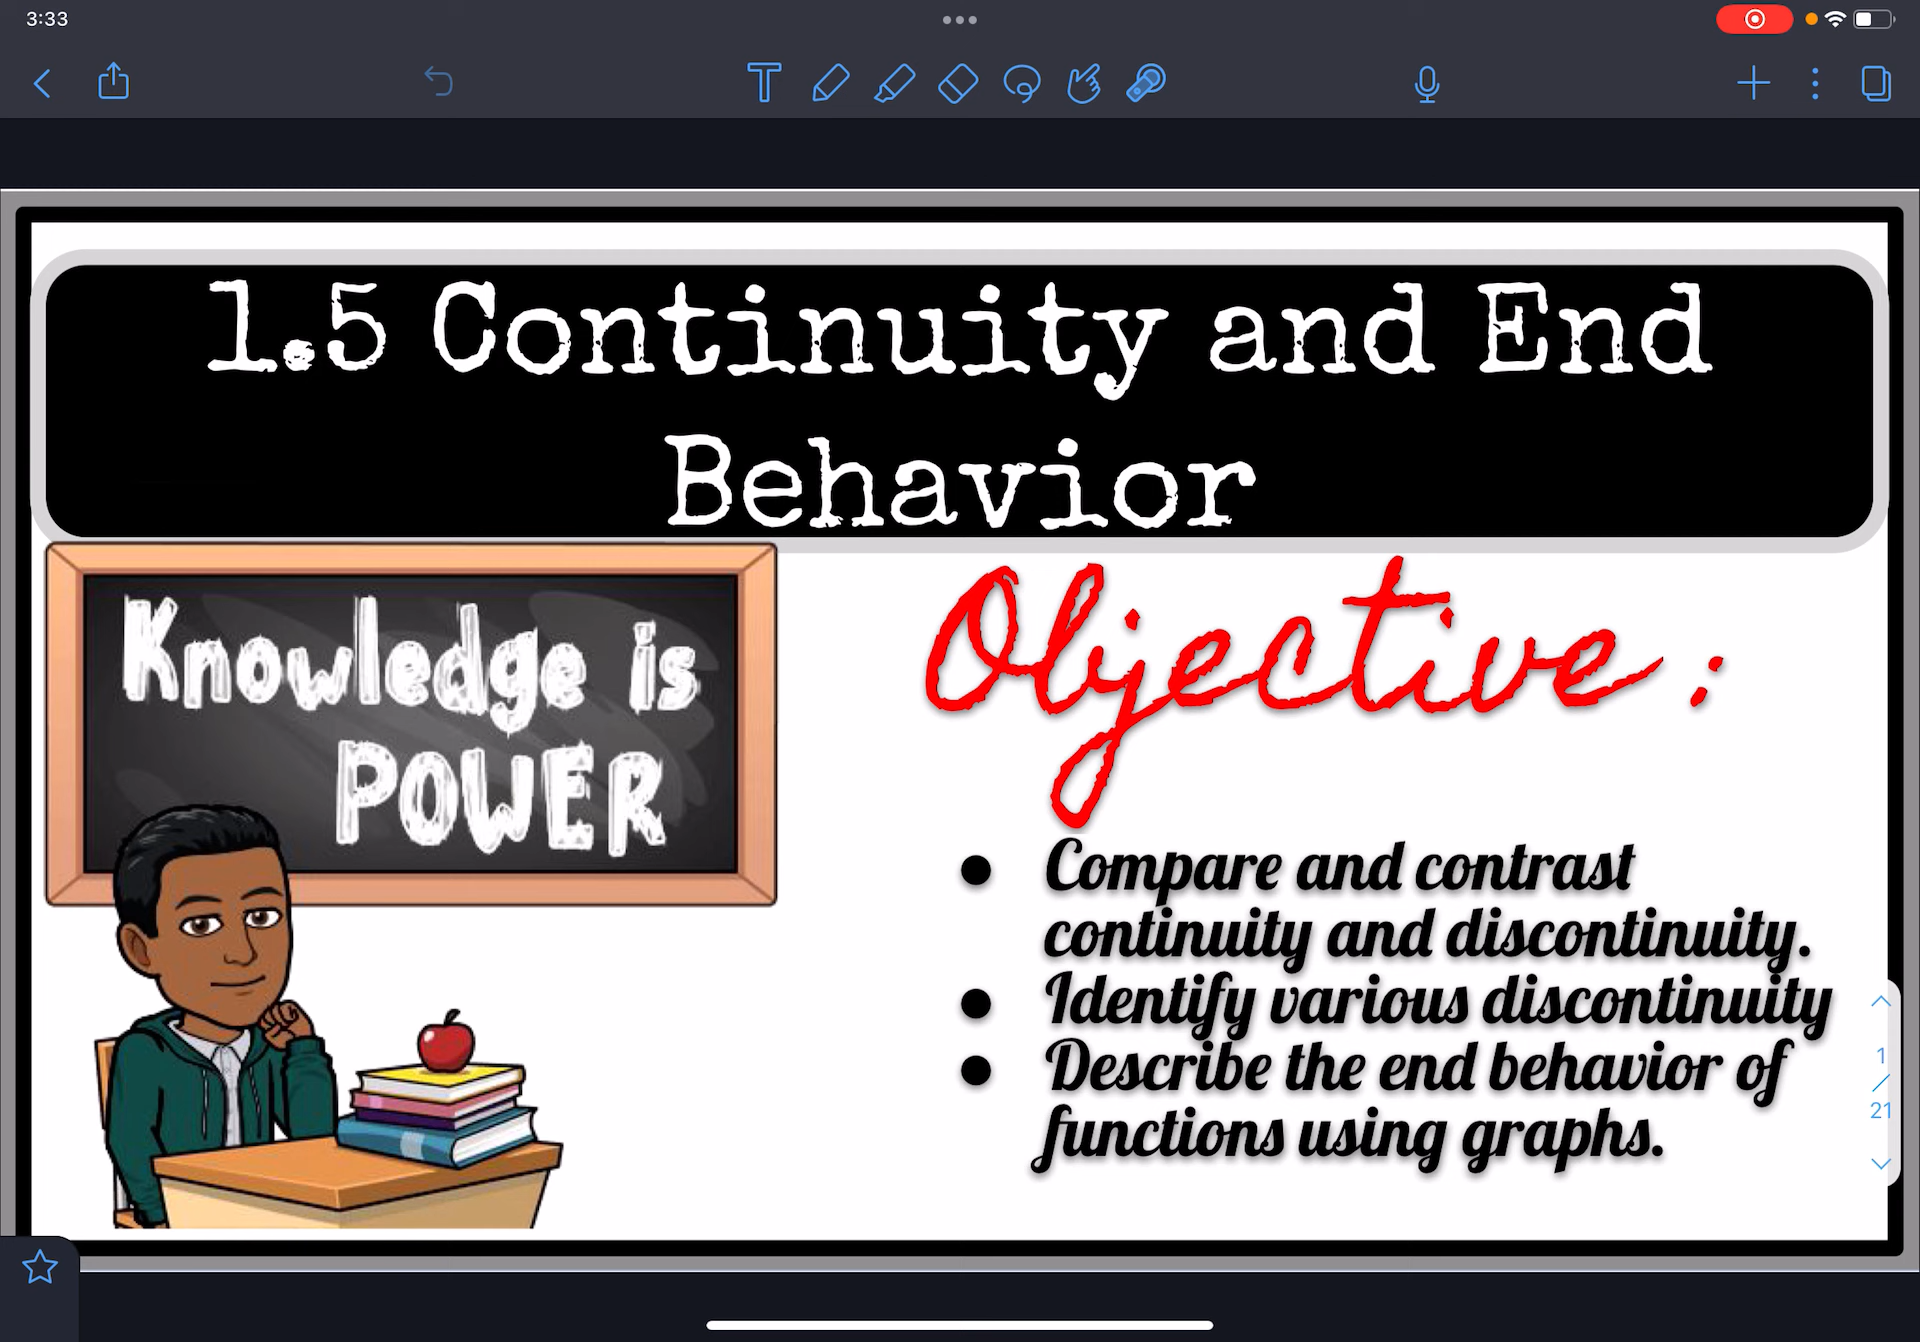 3:33
1.5 Continuity and End
Behavior
Knowledge is
POWER
Objective:
● Compare and contrast
continuity and discontinuity.
● Identify various discontinuity
● Describe the end behavior of
functions using graphs.
1
/
21